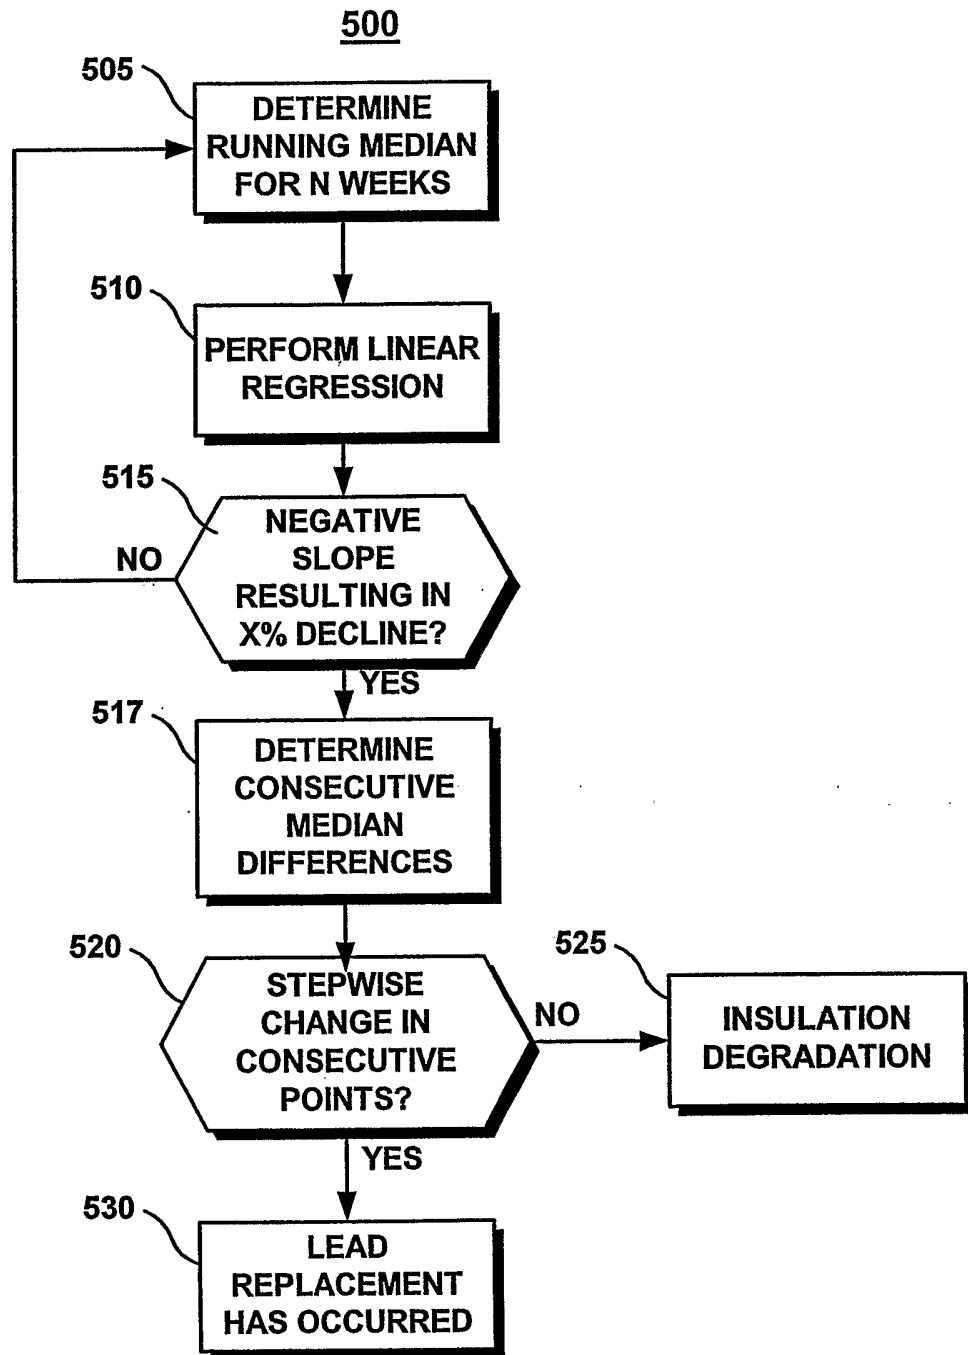 500
505
DETERMINE
RUNNING MEDIAN
FOR N WEEKS
510
PERFORM LINEAR
REGRESSION
515
NEGATIVE
SLOPE
RESULTING IN
X% DECLINE?
NO
YES
517
DETERMINE
CONSECUTIVE
MEDIAN
DIFFERENCES
520
STEPWISE
CHANGE IN
CONSECUTIVE
POINTS?
NO
525
INSULATION
DEGRADATION
YES
530
LEAD
REPLACEMENT
HAS OCCURRED